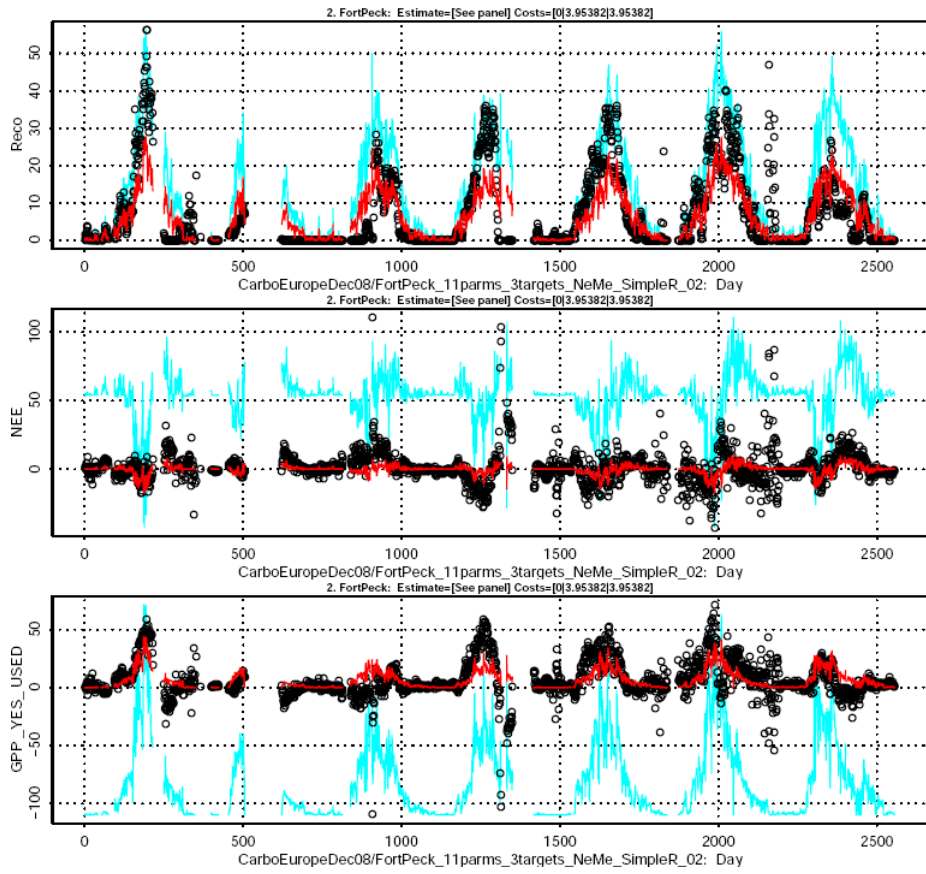 2. FortPeck: Estimate=[See panel] Costs=[0|3.95382|3.95382]
Reco
50
40
30
20
10
0
0 500 1000 1500 2000 2500
CarboEuropeDec08/FortPeck_11parms_3targets_NeMe_SimpleR_02: Day
2. FortPeck: Estimate=[See panel] Costs=[0|3.95382|3.95382]
NEE
100
50
0
0 500 1000 1500 2000 2500
CarboEuropeDec08/FortPeck_11parms_3targets_NeMe_SimpleR_02: Day
2. FortPeck: Estimate=[See panel] Costs=[0|3.95382|3.95382]
GPP_YES_USED
50
0
-50
-100
0 500 1000 1500 2000 2500
CarboEuropeDec08/FortPeck_11parms_3targets_NeMe_SimpleR_02: Day